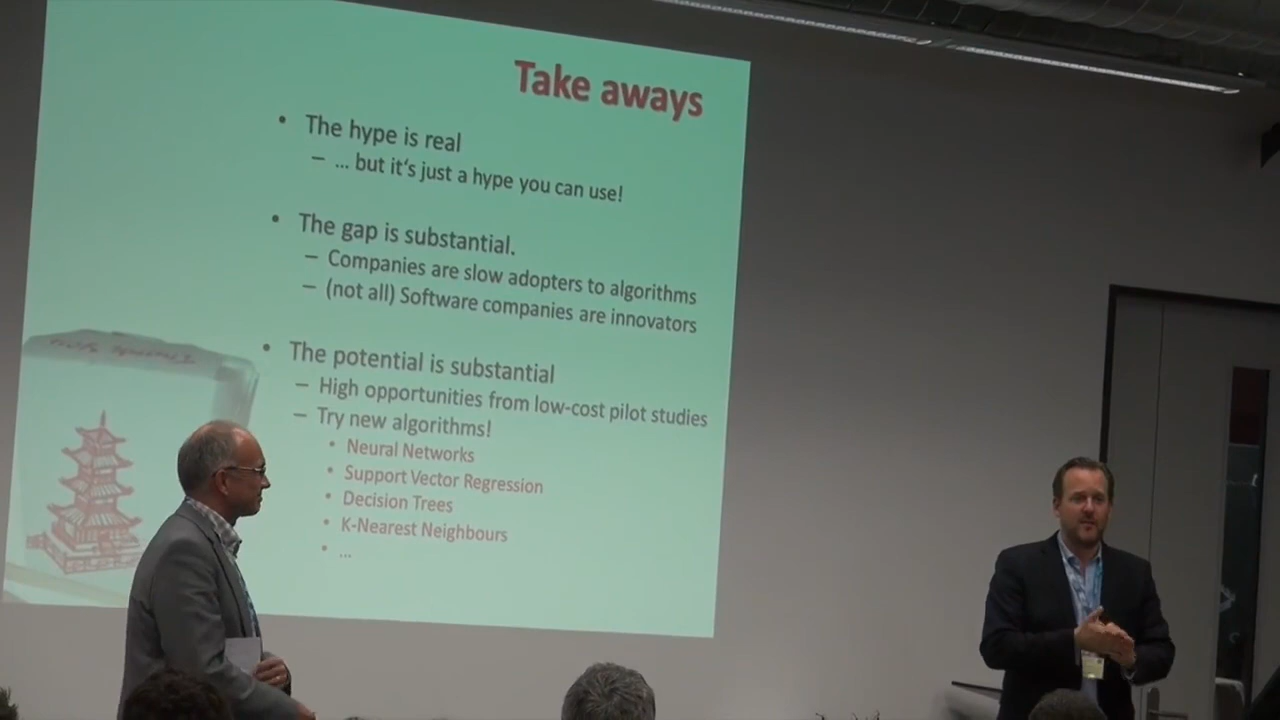 Take aways
• The hype is real
– ... but it's just a hype you can use!
• The gap is substantial.
– Companies are slow adopters to algorithms
– (not all) Software companies are innovators
• The potential is substantial
– High opportunities from low-cost pilot studies
– Try new algorithms!
• Neural Networks
• Support Vector Regression
• Decision Trees
• K-Nearest Neighbours
• ...